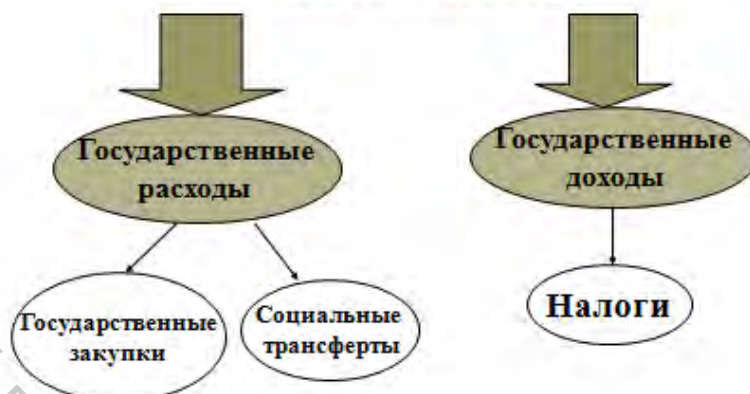 Государственные
расходы
Государственные
доходы
Государственные
закупки
Социальные
трансферты
Налоги